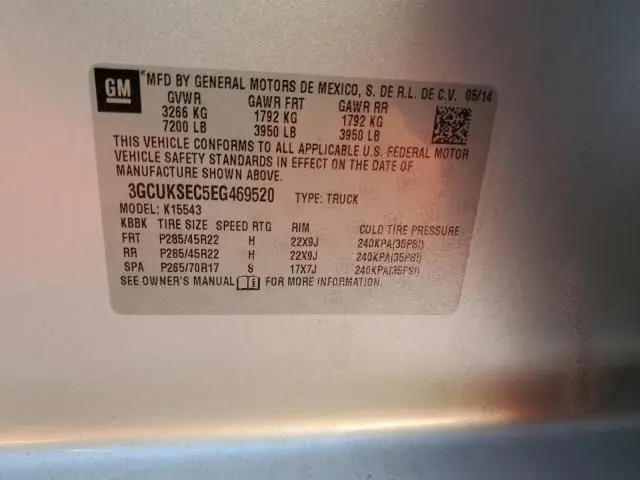 GM *MFD BY GENERAL MOTORS DE MEXICO, S. DE R.L. DE C.V. 05/14
GVWR GAWR FRT GAWR RR
3266 KG 1792 KG 1792 KG
7200 LB 3950 LB 3950 LB
THIS VEHICLE CONFORMS TO ALL APPLICABLE U.S. FEDERAL MOTOR
VEHICLE SAFETY STANDARDS IN EFFECT ON THE DATE OF
MANUFACTURE SHOWN ABOVE.
3GCUKSEC5EG469520 TYPE: TRUCK
MODEL: K15543
KBBK TIRE SIZE SPEED RTG RIM COLD TIRE PRESSURE
FRT P285/45R22 H 22X9J 240KPA(35PSI)
RR P285/45R22 H 22X9J 240KPA(35PSI)
SPA P265/70R17 S 17X7J 240KPA(35PSI)
SEE OWNER'S MANUAL FOR MORE INFORMATION.